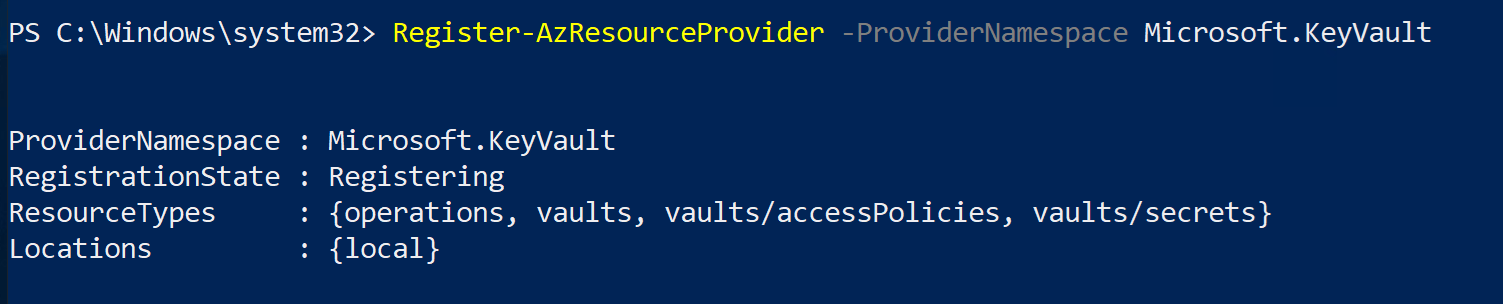 PS C:\Windows\system32> Register-AzResourceProvider -ProviderNamespace Microsoft.KeyVault
ProviderNamespace : Microsoft.KeyVault
RegistrationState : Registering
ResourceTypes     : {operations, vaults, vaults/accessPolicies, vaults/secrets}
Locations         : {local}